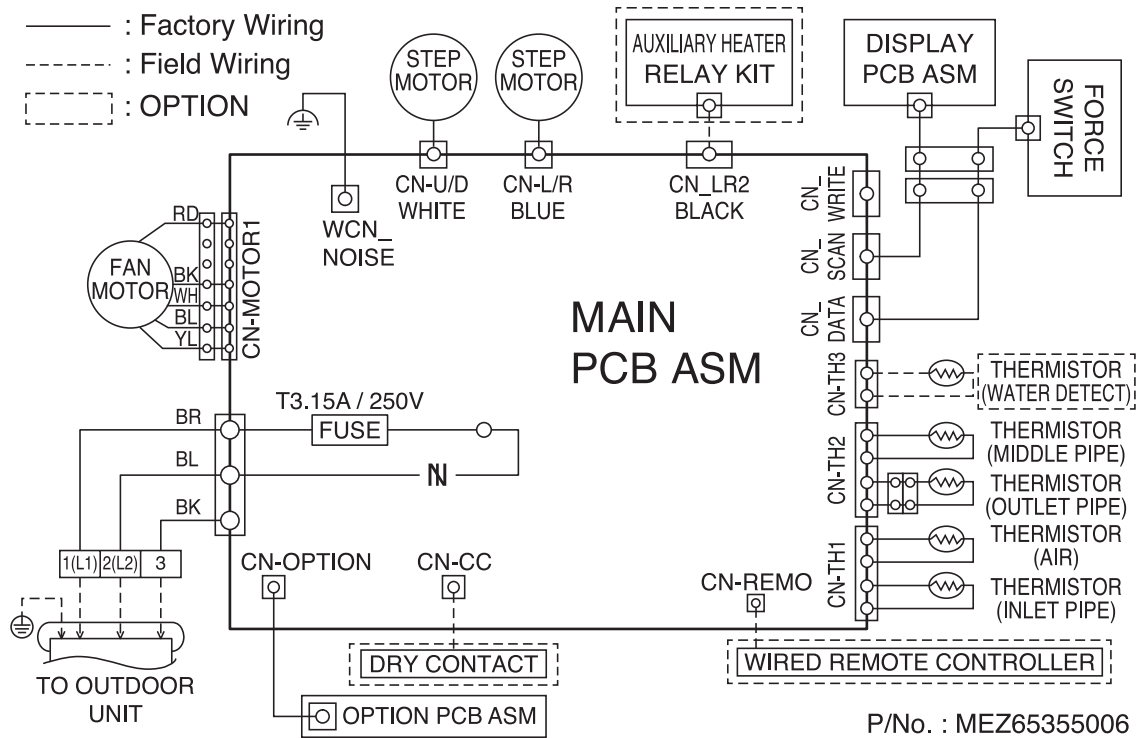 : Factory Wiring
: Field Wiring
: OPTION
STEP
MOTOR
STEP
MOTOR
AUXILIARY HEATER
RELAY KIT
DISPLAY
PCB ASM
FORCE
SWITCH
CN-U/D
WHITE
CN-L/R
BLUE
CN_LR2
BLACK
CN_
WRITE
CN_
SCAN
CN_
DATA
WCN_
NOISE
RD
BK
WH
BL
YL
FAN
MOTOR
CN-MOTOR1
MAIN
PCB ASM
CN-TH3
THERMISTOR
(WATER DETECT)
CN-TH2
THERMISTOR
(MIDDLE PIPE)
THERMISTOR
(OUTLET PIPE)
CN-TH1
THERMISTOR
(AIR)
THERMISTOR
(INLET PIPE)
T3.15A / 250V
FUSE
BR
BL
BK
N
1(L1) 2(L2) 3
CN-OPTION
CN-CC
CN-REMO
TO OUTDOOR
UNIT
DRY CONTACT
WIRED REMOTE CONTROLLER
OPTION PCB ASM
P/No. : MEZ65355006